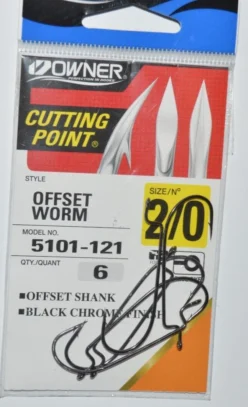 OWNER
CUTTING
POINT®
STYLE
OFFSET
WORM
SIZE/Nº
2/0
MODEL NO.
5101-121
QTY./QUANT
6
■OFFSET SHANK
■BLACK CHROME FINISH